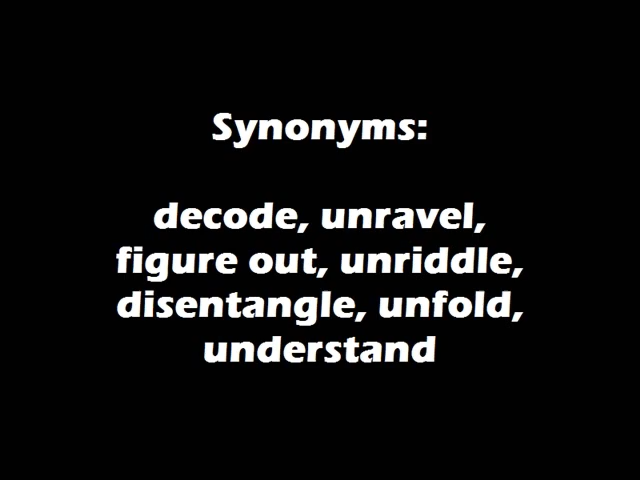 Synonyms:
decode, unravel,
figure out, unriddle,
disentangle, unfold,
understand